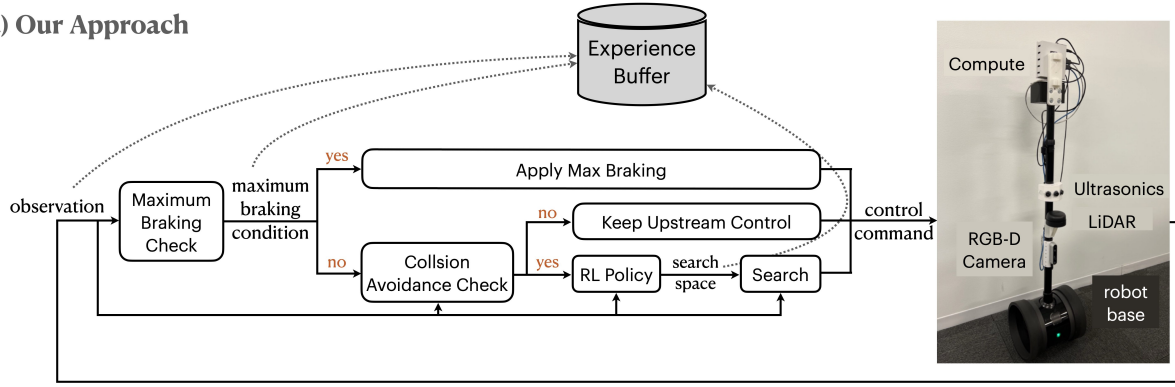 ) Our Approach
Experience
Buffer
Compute
yes
Apply Max Braking
observation
Maximum
Braking
Check
maximum
braking
condition
no
Keep Upstream Control
control
command
Ultrasonics
LiDAR
RGB-D
Camera
no
Collsion
Avoidance Check
yes
RL Policy
search
space
Search
robot
base